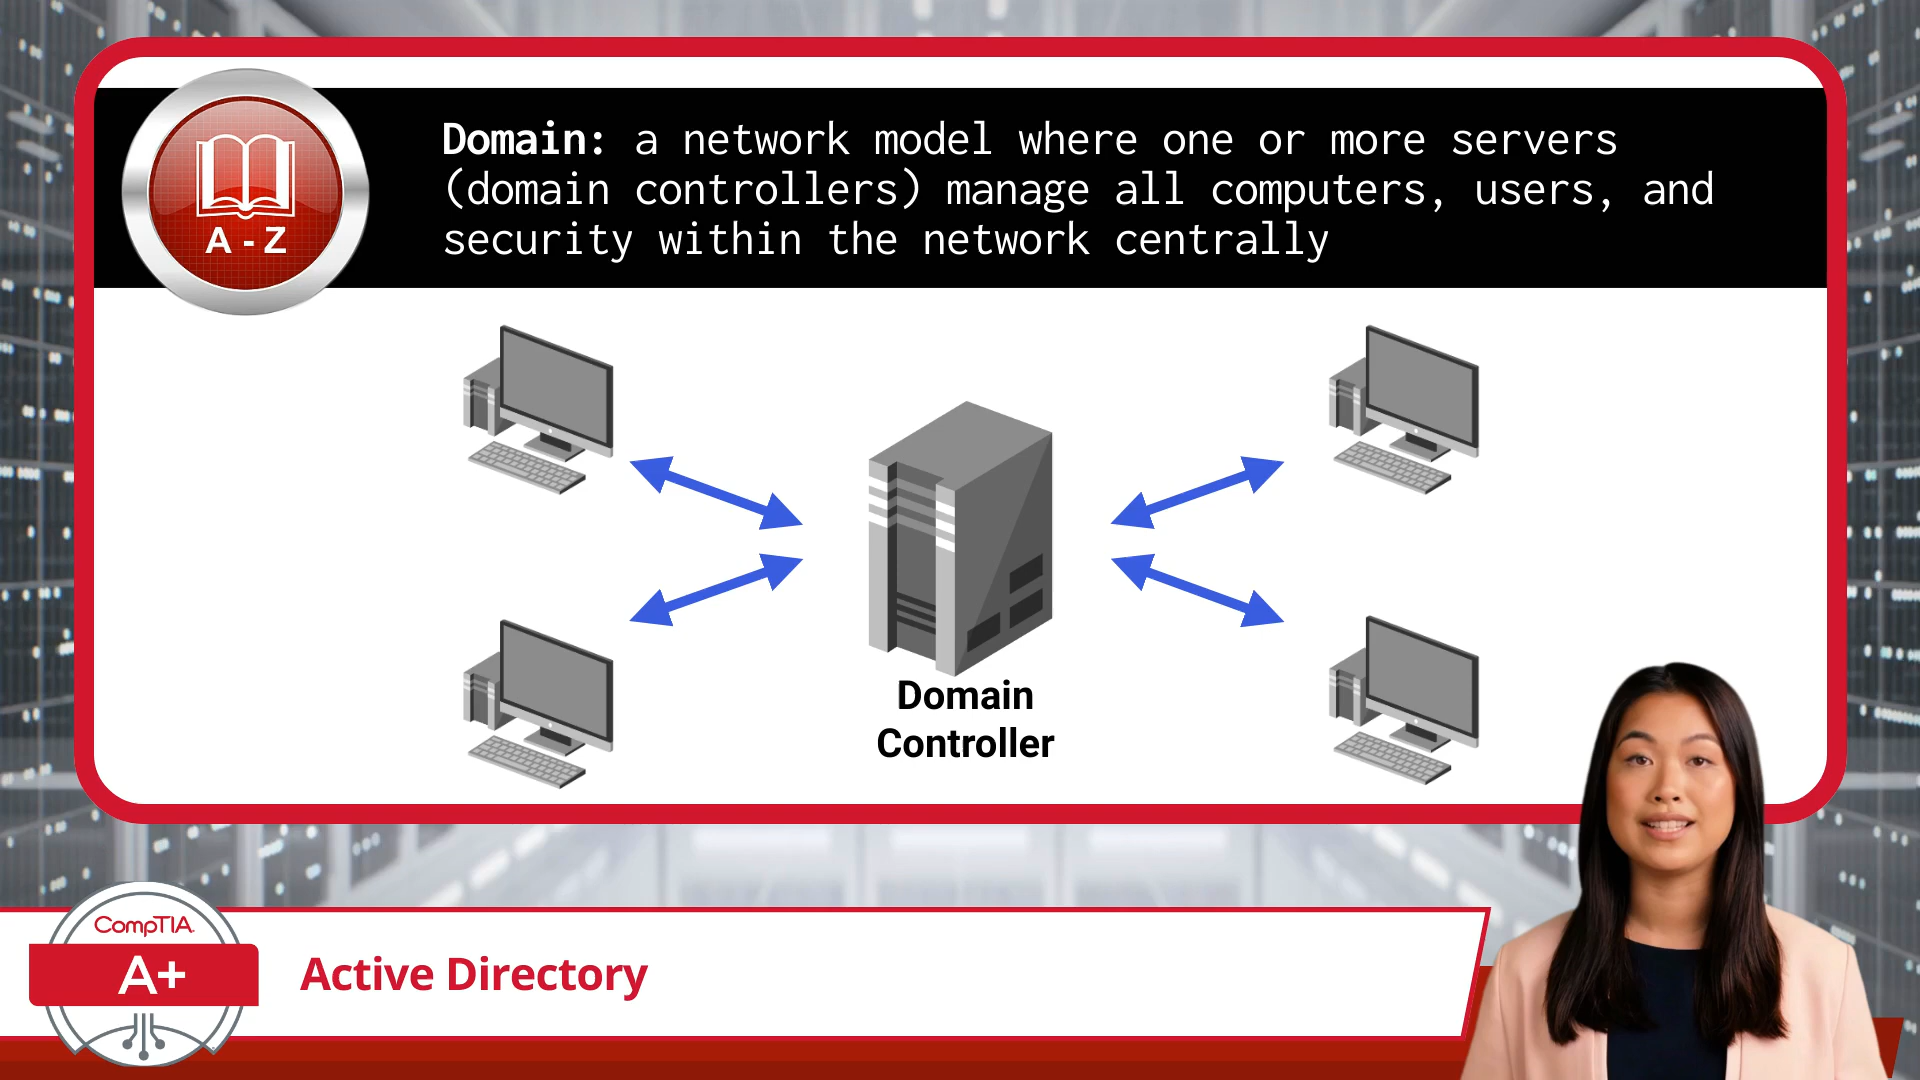 Domain: a network model where one or more servers
(domain controllers) manage all computers, users, and
security within the network centrally
A - Z
Domain
Controller
CompTIA
A+
Active Directory